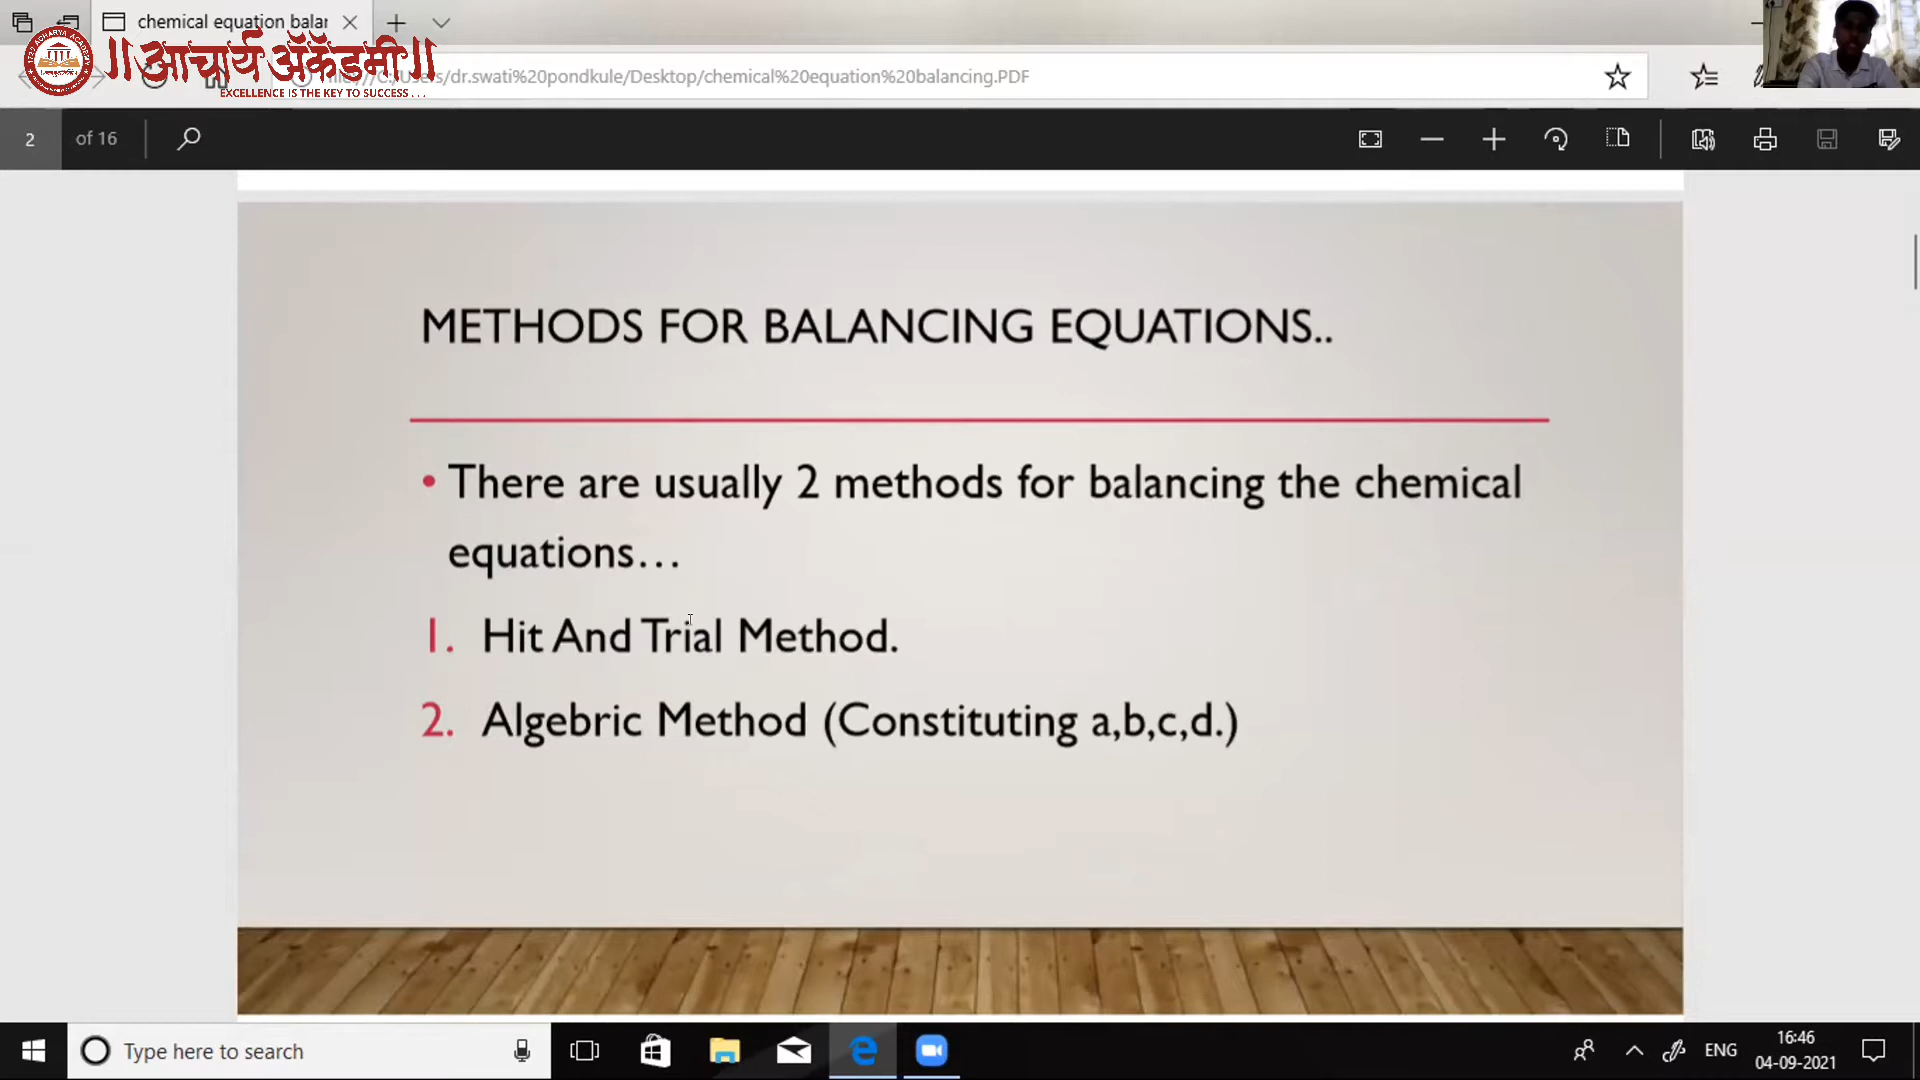 chemical equation balar
।। आचार्य ॲकॅडमी ।।
EXCELLENCE IS THE KEY TO SUCCESS . . .
/dr.swati%20pondkule/Desktop/chemical%20equation%20balancing.PDF
2 of 16
METHODS FOR BALANCING EQUATIONS..
• There are usually 2 methods for balancing the chemical
equations...
1. Hit And Trial Method.
2. Algebric Method (Constituting a,b,c,d.)
Type here to search
ENG
16:46
04-09-2021